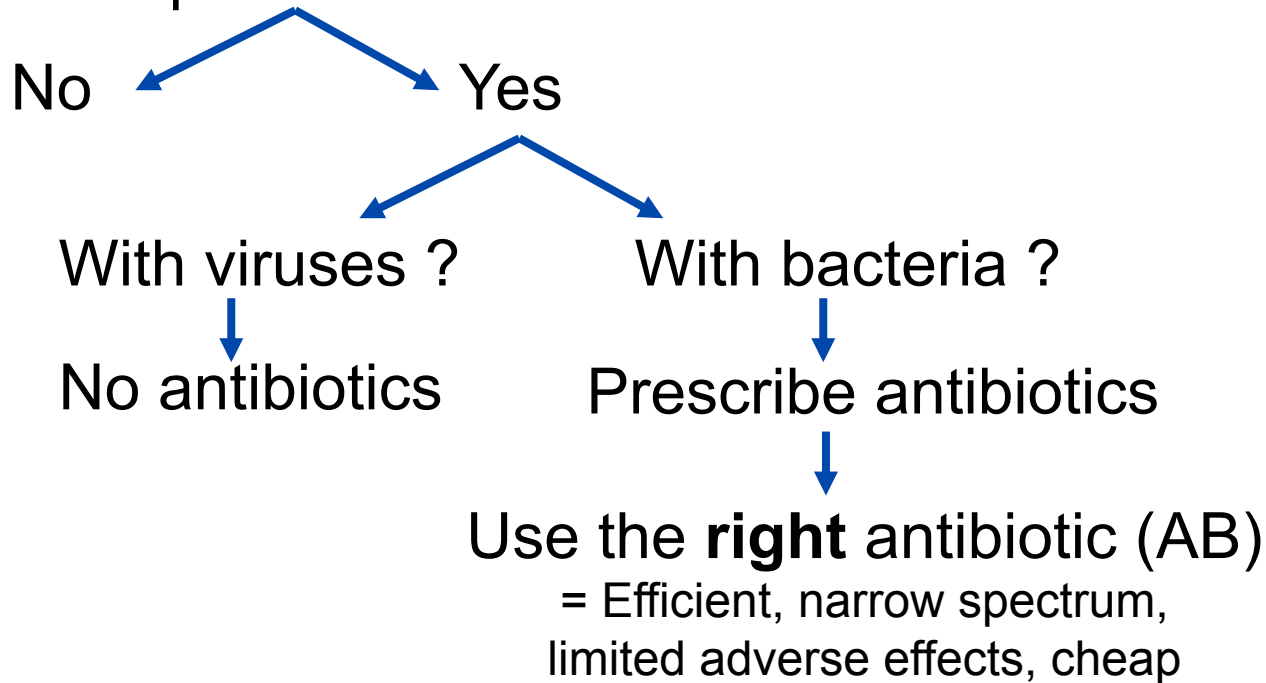 No
Yes
With viruses ?
With bacteria ?
No antibiotics
Prescribe antibiotics
Use the right antibiotic (AB)
= Efficient, narrow spectrum,
limited adverse effects, cheap